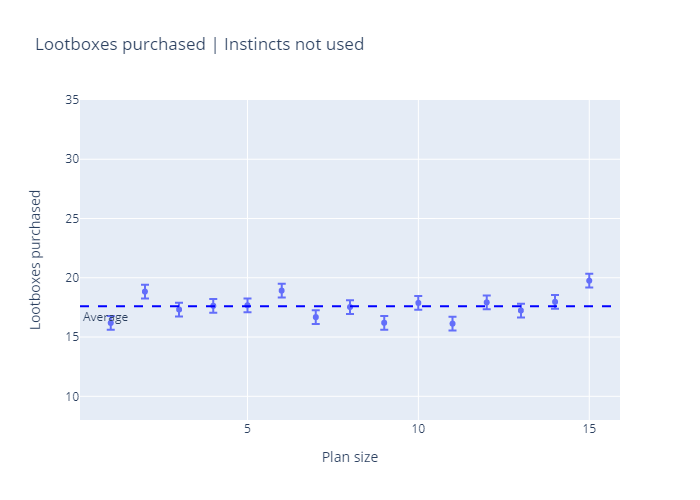 Lootboxes purchased | Instincts not used
35
30
25
20
15
10
Lootboxes purchased
Average
5
10
15
Plan size